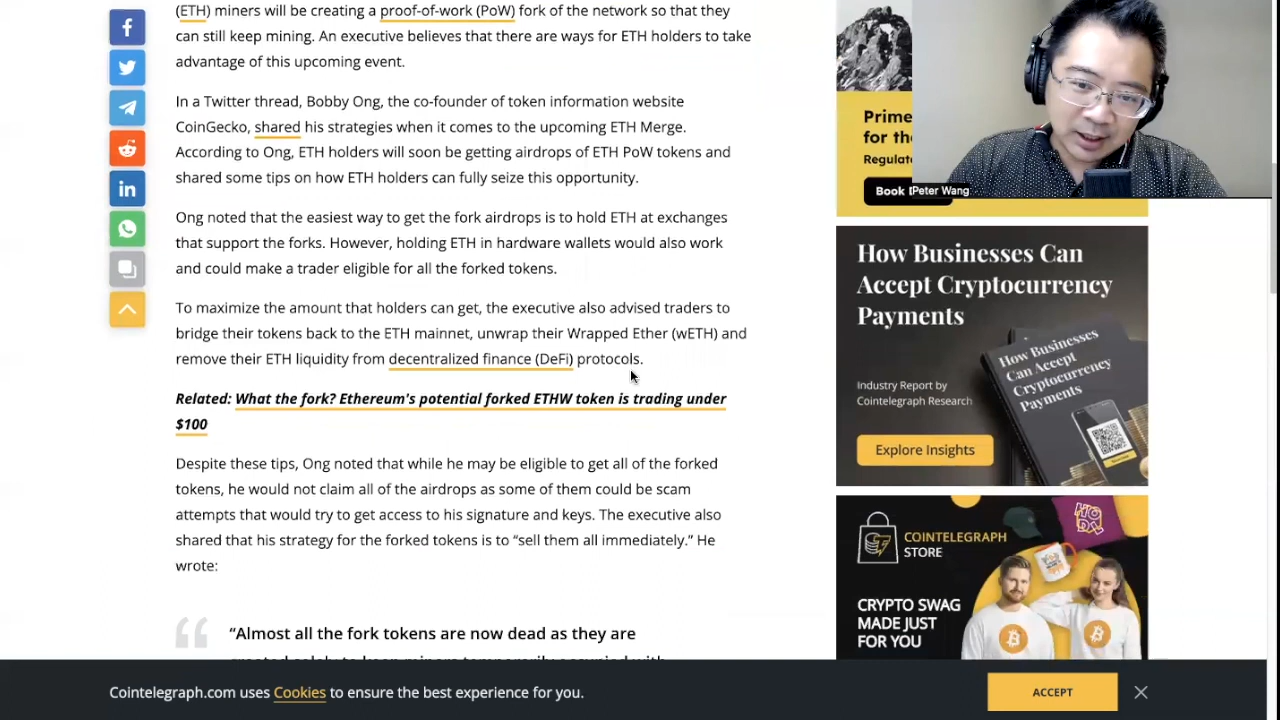 (ETH) miners will be creating a proof-of-work (PoW) fork of the network so that they
can still keep mining. An executive believes that there are ways for ETH holders to take
advantage of this upcoming event.
In a Twitter thread, Bobby Ong, the co-founder of token information website
CoinGecko, shared his strategies when it comes to the upcoming ETH Merge.
According to Ong, ETH holders will soon be getting airdrops of ETH PoW tokens and
shared some tips on how ETH holders can fully seize this opportunity.
Ong noted that the easiest way to get the fork airdrops is to hold ETH at exchanges
that support the forks. However, holding ETH in hardware wallets would also work
and could make a trader eligible for all the forked tokens.
To maximize the amount that holders can get, the executive also advised traders to
bridge their tokens back to the ETH mainnet, unwrap their Wrapped Ether (wETH) and
remove their ETH liquidity from decentralized finance (DeFi) protocols.
Related: What the fork? Ethereum's potential forked ETHW token is trading under
$100
Despite these tips, Ong noted that while he may be eligible to get all of the forked
tokens, he would not claim all of the airdrops as some of them could be scam
attempts that would try to get access to his signature and keys. The executive also
shared that his strategy for the forked tokens is to “sell them all immediately.” He
wrote:
“Almost all the fork tokens are now dead as they are
Prime
for the
Book
Peter Wang
How Businesses Can
Accept Cryptocurrency
Payments
Industry Report by
Cointelegraph Research
Explore Insights
How Businesses
Can Accept
Cryptocurrency
Payments
COINTELEGRAPH
STORE
CRYPTO SWAG
MADE JUST
FOR YOU
Cointelegraph.com uses Cookies to ensure the best experience for you.
ACCEPT